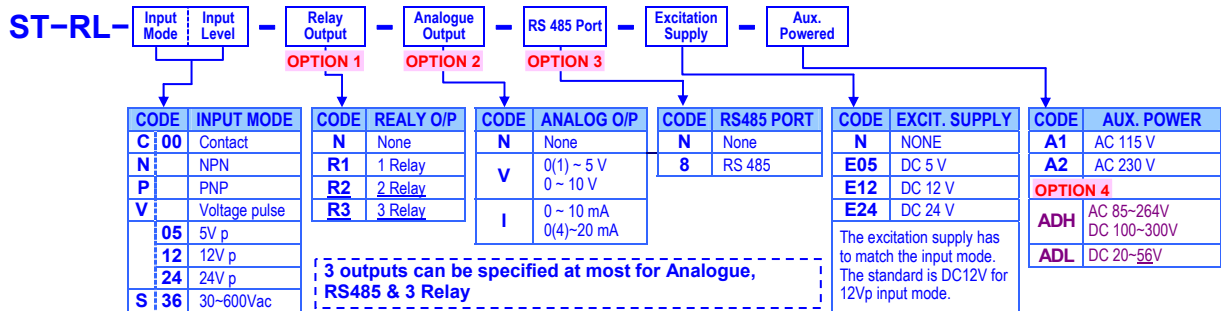 ST-RL- Input Mode Input Level - Relay Output - Analogue Output - RS 485 Port - Excitation Supply - Aux. Powered
OPTION 1 OPTION 2 OPTION 3
CODE INPUT MODE
C 00 Contact
N NPN
P PNP
V Voltage pulse
05 5V p
12 12V p
24 24V p
S 36 30~600Vac
CODE REALY O/P
N None
R1 1 Relay
R2 2 Relay
R3 3 Relay
CODE ANALOG O/P
N None
V 0(1) ~ 5 V
0 ~ 10 V
I 0 ~ 10 mA
0(4)~20 mA
CODE RS485 PORT
N None
8 RS 485
3 outputs can be specified at most for Analogue,
RS485 & 3 Relay
CODE EXCIT. SUPPLY
N NONE
E05 DC 5 V
E12 DC 12 V
E24 DC 24 V
The excitation supply has
to match the input mode.
The standard is DC12V for
12Vp input mode.
CODE AUX. POWER
A1 AC 115 V
A2 AC 230 V
OPTION 4
ADH AC 85~264V
DC 100~300V
ADL DC 20~56V